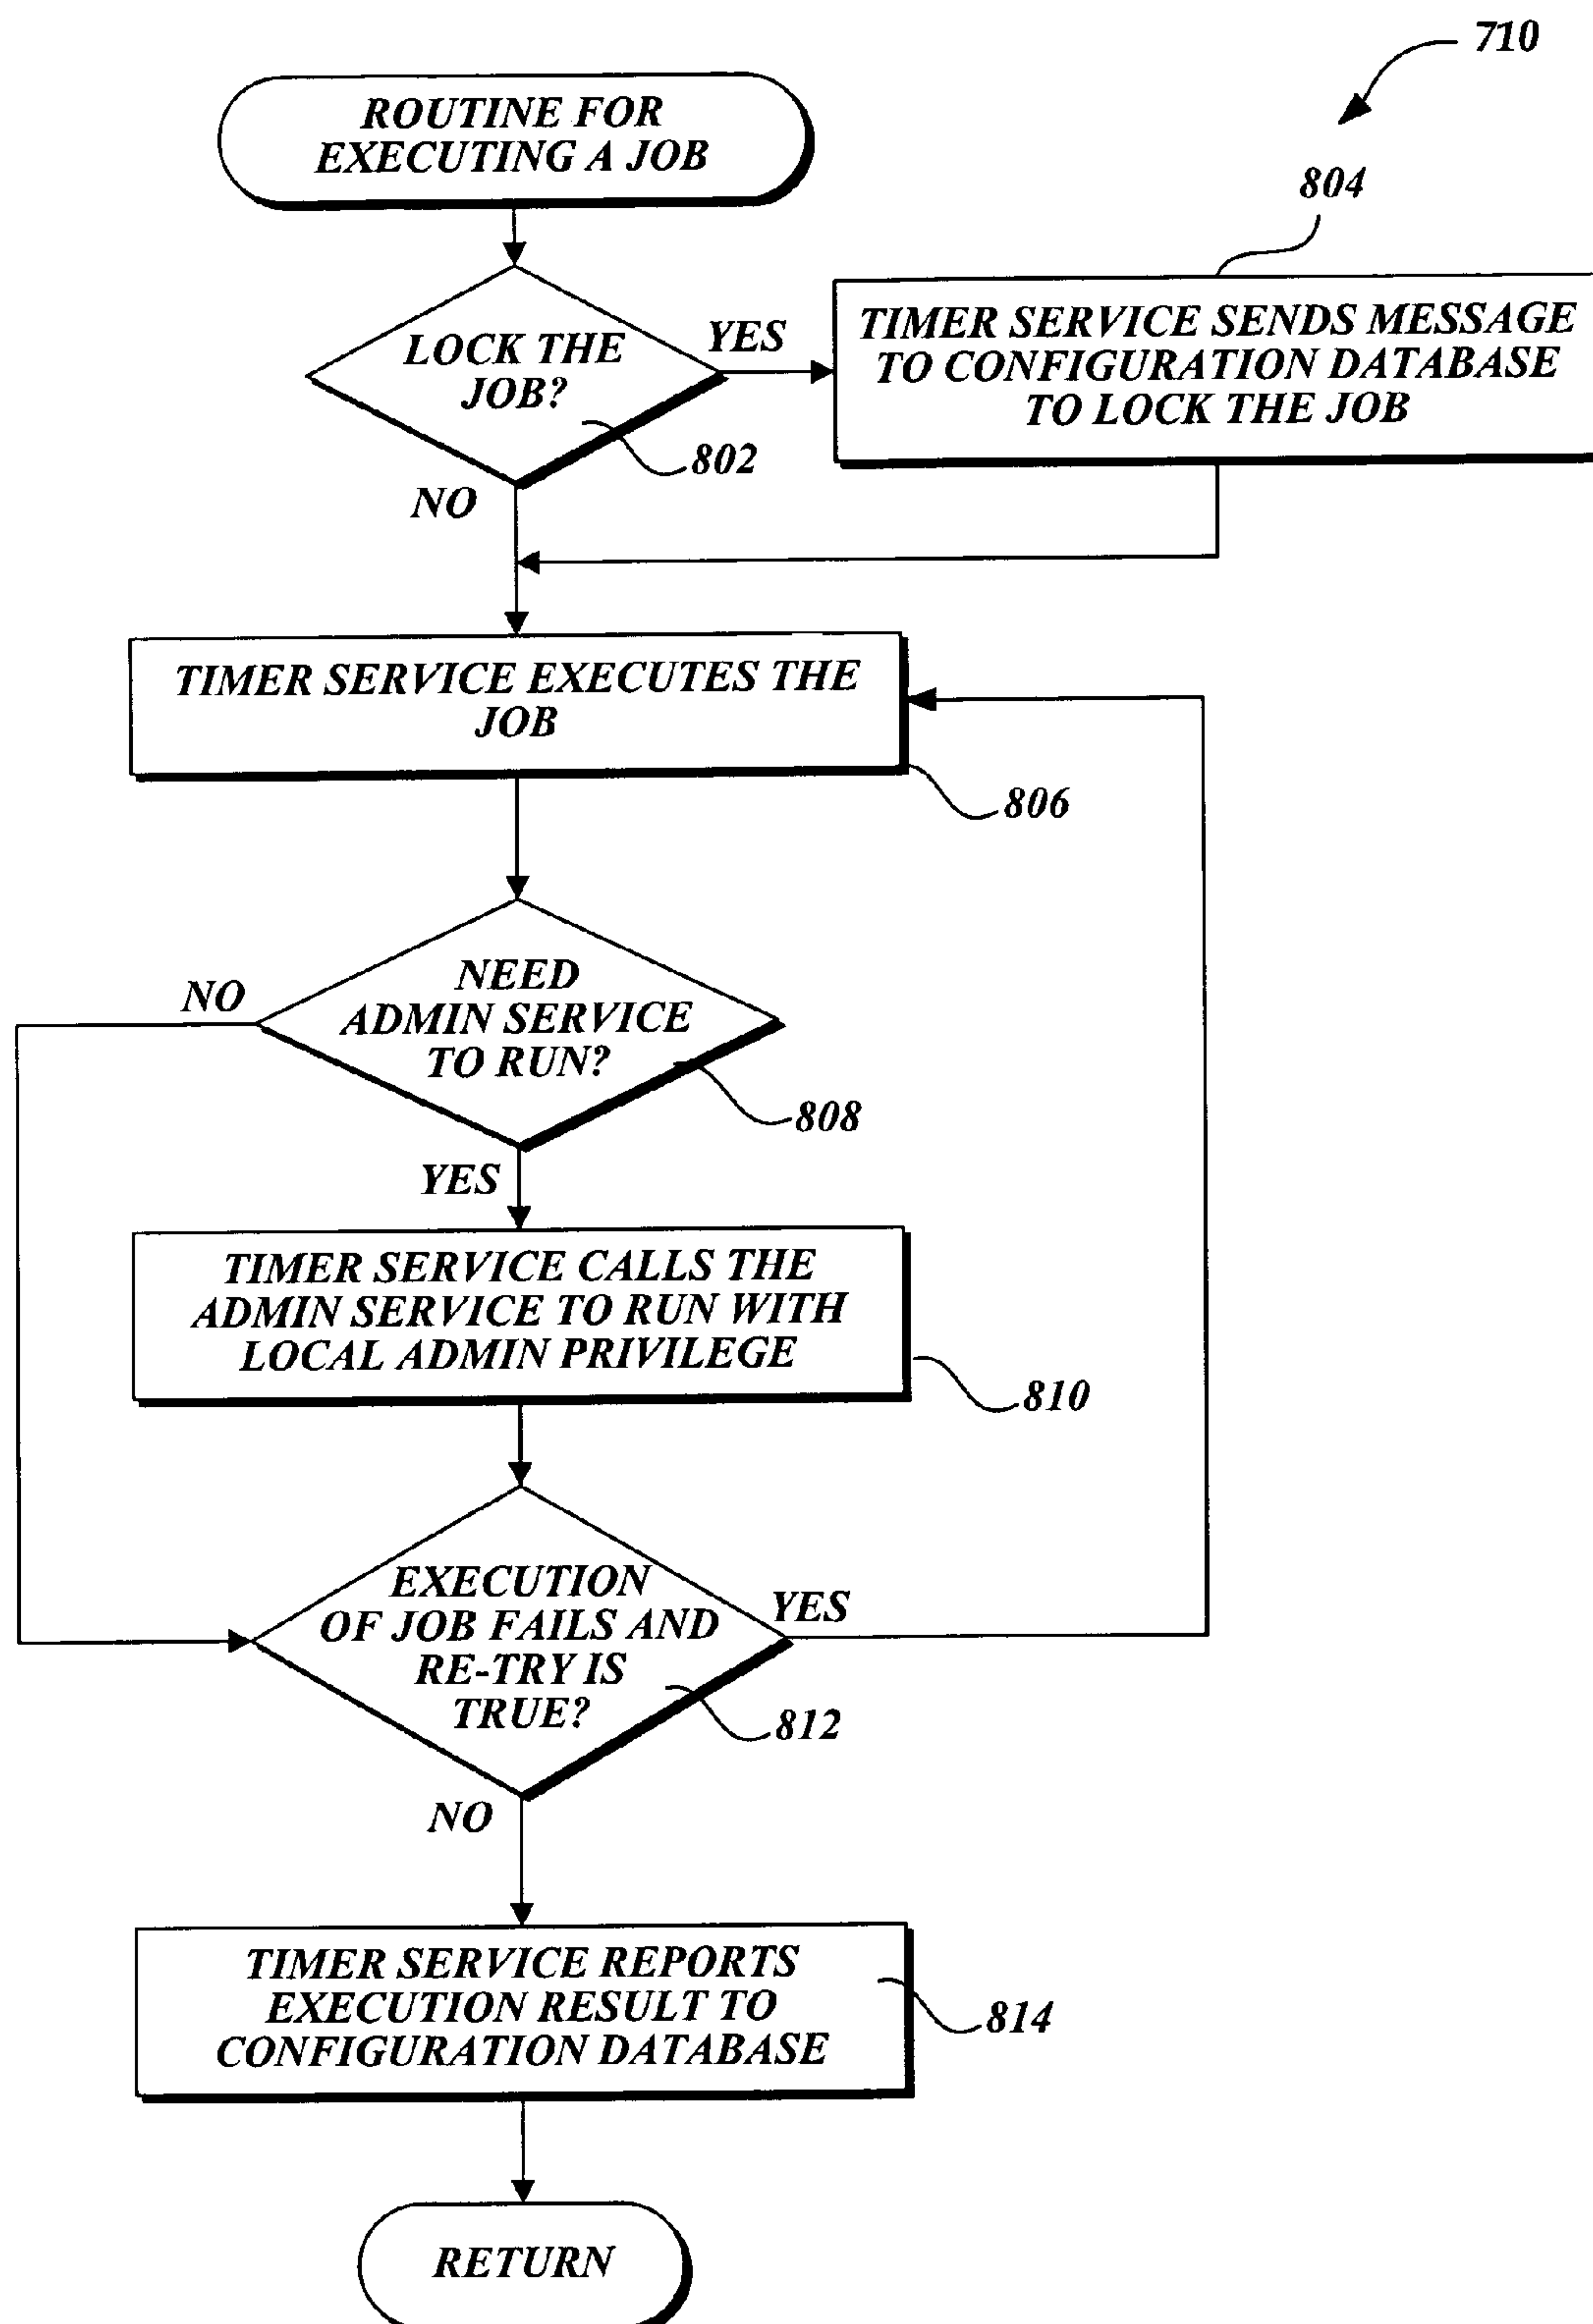 710
ROUTINE FOR
EXECUTING A JOB
804
LOCK THE
JOB?
YES
802
NO
TIMER SERVICE SENDS MESSAGE
TO CONFIGURATION DATABASE
TO LOCK THE JOB
TIMER SERVICE EXECUTES THE
JOB
806
NO
NEED
ADMIN SERVICE
TO RUN?
808
YES
TIMER SERVICE CALLS THE
ADMIN SERVICE TO RUN WITH
LOCAL ADMIN PRIVILEGE
810
EXECUTION
OF JOB FAILS AND
RE-TRY IS
TRUE?
YES
812
NO
TIMER SERVICE REPORTS
EXECUTION RESULT TO
CONFIGURATION DATABASE
814
RETURN